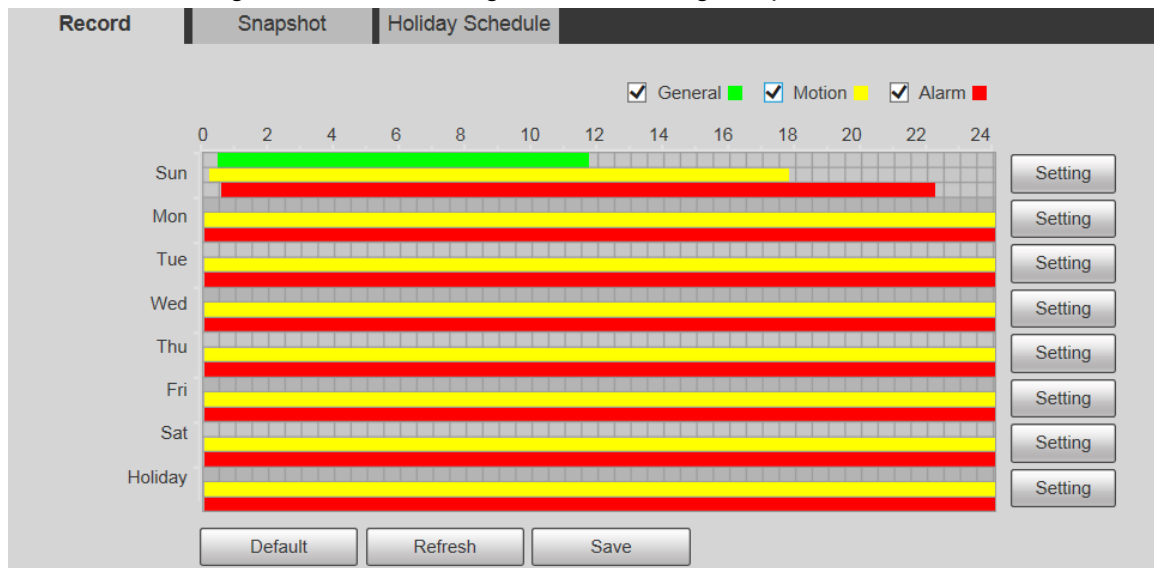 Record Snapshot Holiday Schedule
General Motion Alarm
0 2 4 6 8 10 12 14 16 18 20 22 24
Sun Setting
Mon Setting
Tue Setting
Wed Setting
Thu Setting
Fri Setting
Sat Setting
Holiday Setting
Default Refresh Save